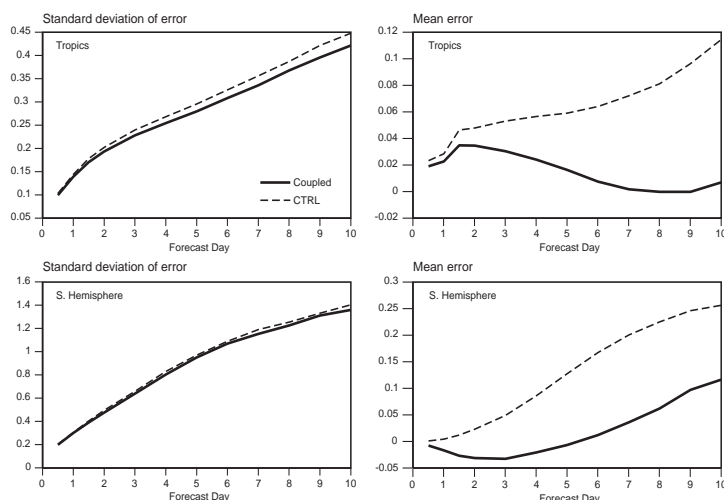 Standard deviation of error
0.45
0.4
0.35
0.3
0.25
0.2
0.15
0.1
0.05
Tropics
Coupled
CTRL
0 1 2 3 4 5 6 7 8 9 10
Forecast Day
Mean error
0.12
0.1
0.08
0.06
0.04
0.02
0
-0.02
Tropics
0 1 2 3 4 5 6 7 8 9 10
Forecast Day
Standard deviation of error
1.6
1.4
1.2
1
0.8
0.6
0.4
0.2
0
S. Hemisphere
0 1 2 3 4 5 6 7 8 9 10
Forecast Day
Mean error
0.3
0.25
0.2
0.15
0.1
0.05
0
-0.05
S. Hemisphere
0 1 2 3 4 5 6 7 8 9 10
Forecast Day